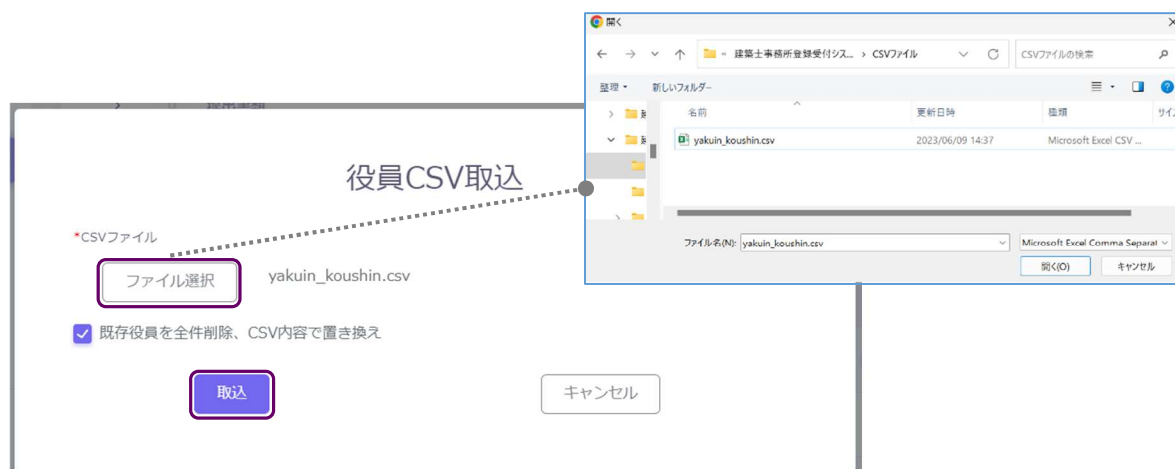 開く
建築士事務所登録受付シス... > CSVファイル
CSVファイルの検索
整理
新しいフォルダー
名前
更新日時
種類
yakuin_koushin.csv
2023/06/09 14:37
Microsoft Excel CSV ...
ファイル名(N):
yakuin_koushin.csv
Microsoft Excel Comma Separat
開く(O)
キャンセル
役員CSV取込
*CSVファイル
ファイル選択
yakuin_koushin.csv
既存役員を全件削除、CSV内容で置き換え
取込
キャンセル